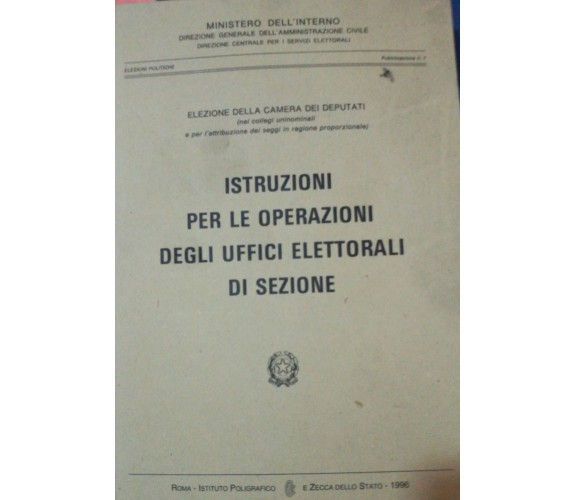 MINISTERO DELL'INTERNO
DIREZIONE GENERALE DELL'AMMINISTRAZIONE CIVILE
DIREZIONE CENTRALE PER I SERVIZI ELETTORALI
ELEZIONI POLITICHE
Pubblicazione n. 7
ELEZIONE DELLA CAMERA DEI DEPUTATI
(nei collegi uninominali
e per l'attribuzione dei seggi in ragione proporzionale)
ISTRUZIONI
PER LE OPERAZIONI
DEGLI UFFICI ELETTORALI
DI SEZIONE
ROMA - ISTITUTO POLIGRAFICO E ZECCA DELLO STATO - 1996